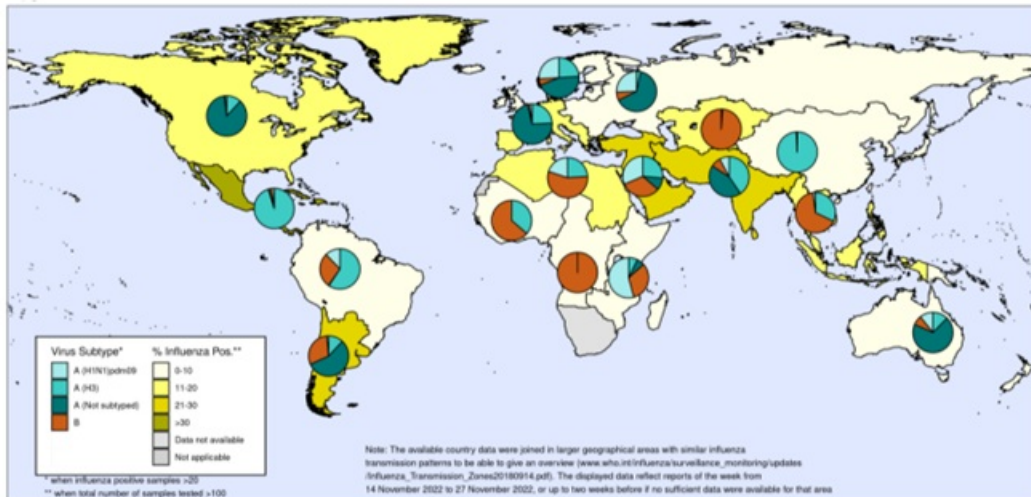 Virus Subtype*
A (H1N1)pdm09
A (H3)
A (Not subtyped)
B
% Influenza Pos.**
0-10
11-20
21-30
>30
Data not available
Not applicable
* when influenza positive samples >20
** when total number of samples tested >100
Note: The available country data were joined in larger geographical areas with similar influenza
transmission patterns to be able to give an overview (www.who.int/influenza/surveillance_monitoring/updates
/Influenza_Transmission_Zones20180914.pdf). The displayed data reflect reports of the week from
14 November 2022 to 27 November 2022, or up to two weeks before if no sufficient data were available for that area